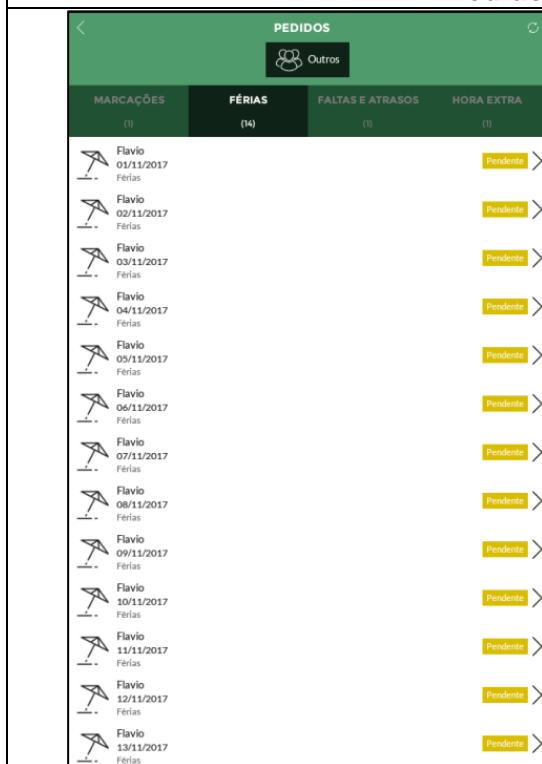 PEDIDOS
Outros
MARCAÇÕES FÉRIAS FALTAS E ATRASOS HORA EXTRA
(1) (14) (1) (1)
Flavio
01/11/2017 Pendente
Férias
Flavio
02/11/2017 Pendente
Férias
Flavio
03/11/2017 Pendente
Férias
Flavio
04/11/2017 Pendente
Férias
Flavio
05/11/2017 Pendente
Férias
Flavio
06/11/2017 Pendente
Férias
Flavio
07/11/2017 Pendente
Férias
Flavio
08/11/2017 Pendente
Férias
Flavio
09/11/2017 Pendente
Férias
Flavio
10/11/2017 Pendente
Férias
Flavio
11/11/2017 Pendente
Férias
Flavio
12/11/2017 Pendente
Férias
Flavio
13/11/2017 Pendente
Férias